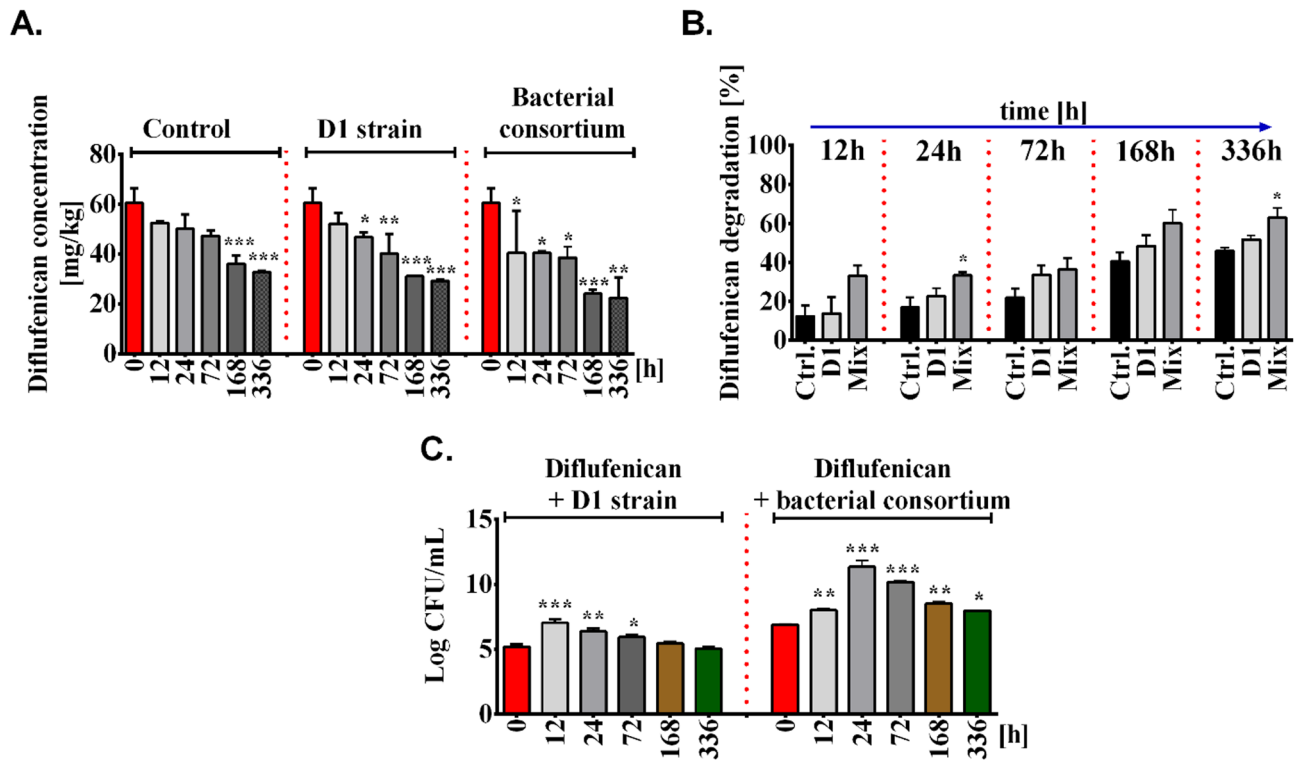 A.
Diflufenican concentration
[mg/kg]
Control
D1 strain
Bacterial
consortium
80
60
40
20
0
* ** *** ***
*** ***
* * * *** **
0 12 24 72 168 336
0 12 24 72 168 336
0 12 24 72 168 336 [h]
B.
Diflufenican degradation [%]
time [h]
100
80
60
40
20
0
12h 24h 72h 168h 336h
*
*
Ctrl. D1 Mix
Ctrl. D1 Mix
Ctrl. D1 Mix
Ctrl. D1 Mix
Ctrl. D1 Mix
C.
Log CFU/mL
Diflufenican
+ D1 strain
Diflufenican
+ bacterial consortium
15
10
5
0
*** ** *
** *** *** ** *
0 12 24 72 168 336
0 12 24 72 168 336 [h]